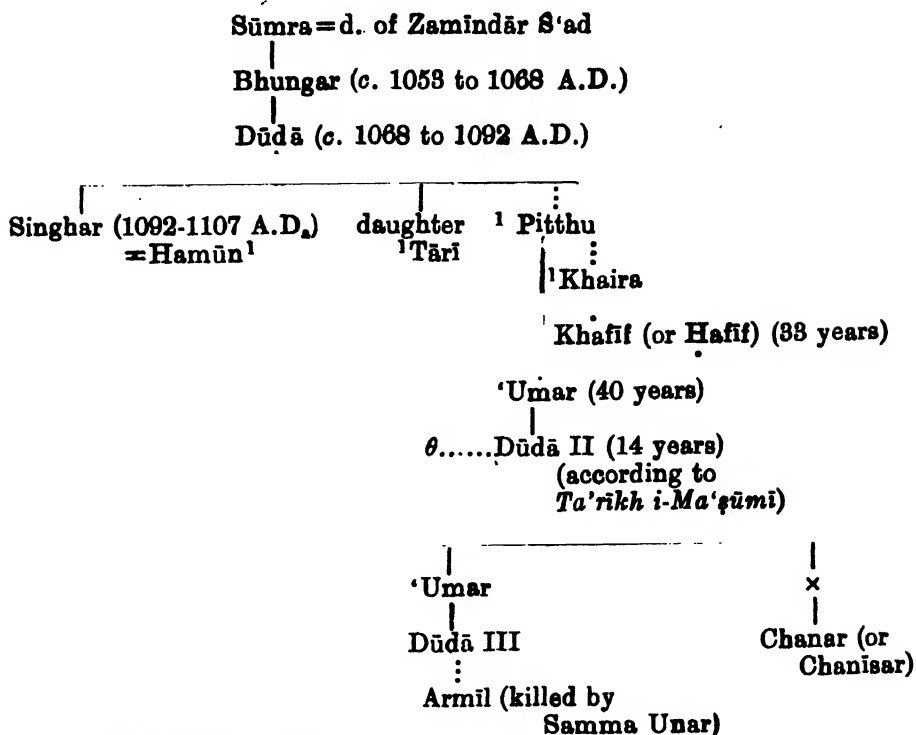 Sūmra=d. of Zamīndār S‘ad
Bhungar (c. 1053 to 1068 A.D.)
Dūdā (c. 1068 to 1092 A.D.)
Singhar (1092-1107 A.D.) daughter ¹ Pitthu
=Hamūn¹ ¹Tārī
¹Khaira
Khafīf (or Ḥafīf) (33 years)
‘Umar (40 years)
θ......Dūdā II (14 years)
(according to
Ta’rīkh i-Ma‘ṣūmī)
‘Umar ×
Dūdā III Chanar (or
Chanīsar)
Armīl (killed by
Samma Unar)